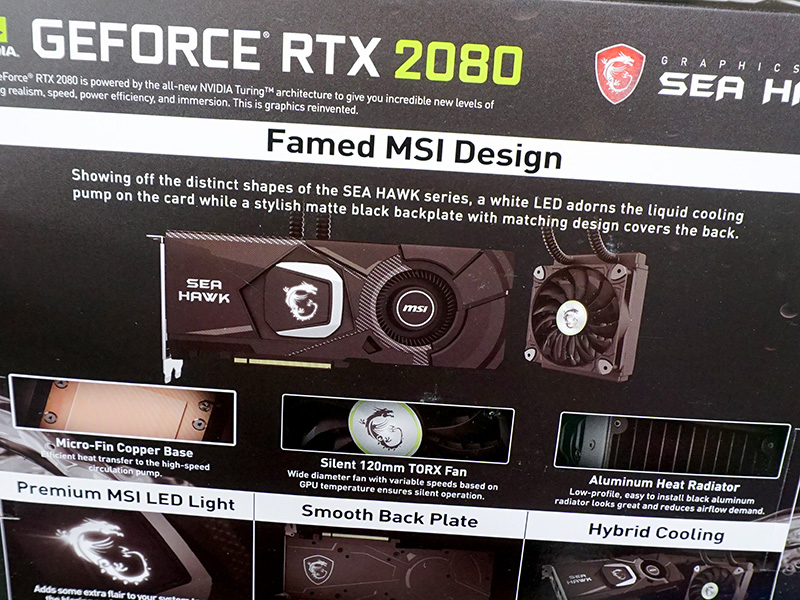 GEFORCE® RTX 2080
GRAPHICS
SEA
GeForce® RTX 2080 is powered by the all-new NVIDIA Turing™ architecture to give you incredible new levels of
realism, speed, power efficiency, and immersion. This is graphics reinvented.
Famed MSI Design
Showing off the distinct shapes of the SEA HAWK series, a white LED adorns the liquid cooling
pump on the card while a stylish matte black backplate with matching design covers the back.
SEA
HAWK
msi
Micro-Fin Copper Base
Efficient heat transfer to the high-speed
circulation pump.
Silent 120mm TORX Fan
Wide diameter fan with variable speeds based on
GPU temperature ensures silent operation.
Aluminum Heat Radiator
Low-profile, easy to install black aluminum
radiator looks great and reduces airflow demand.
Premium MSI LED Light
Smooth Back Plate
Hybrid Cooling
SEA
HAWK
Adds some extra flair to your system